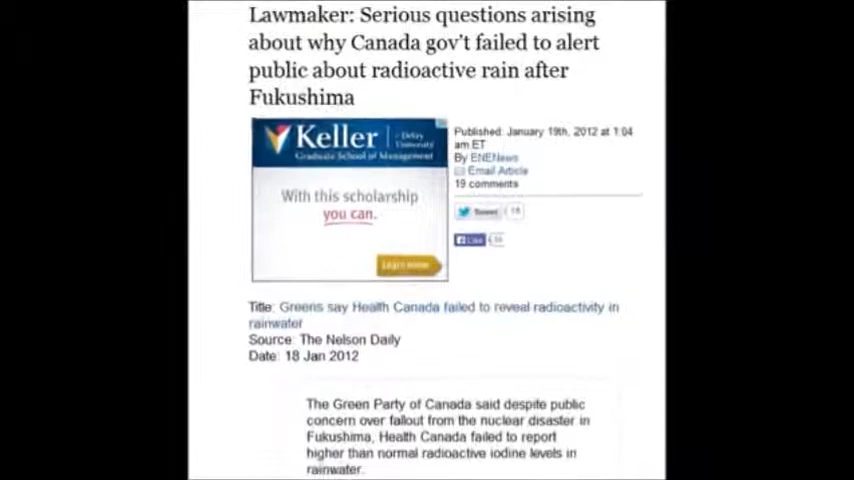 Lawmaker: Serious questions arising
about why Canada gov't failed to alert
public about radioactive rain after
Fukushima
Keller
DeVry
University
Graduate School of Management
With this scholarship
you can.
Learn more
Published: January 19th, 2012 at 1:04
am ET
By ENENews
Email Article
19 comments
Tweet
18
Like
Title: Greens say Health Canada failed to reveal radioactivity in
rainwater
Source: The Nelson Daily
Date: 18 Jan 2012
The Green Party of Canada said despite public
concern over fallout from the nuclear disaster in
Fukushima, Health Canada failed to report
higher than normal radioactive iodine levels in
rainwater.